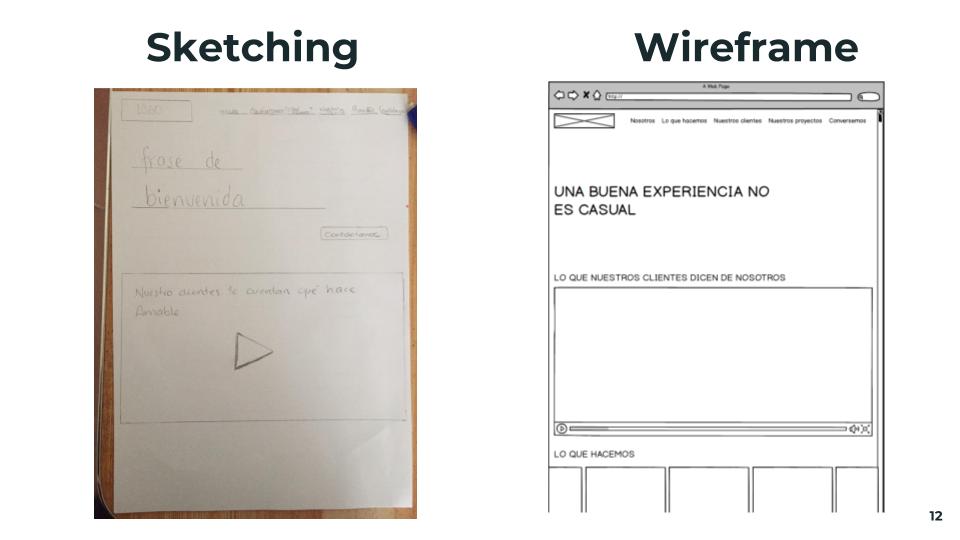 Sketching
LOGO
frase de
bienvenida
Contáctanos
Nuestro clientes te cuentan qué hace
Amable
Wireframe
A Web Page
http://
Nosotros Lo que hacemos Nuestros clientes Nuestros proyectos Conversemos
UNA BUENA EXPERIENCIA NO
ES CASUAL
LO QUE NUESTROS CLIENTES DICEN DE NOSOTROS
LO QUE HACEMOS
12